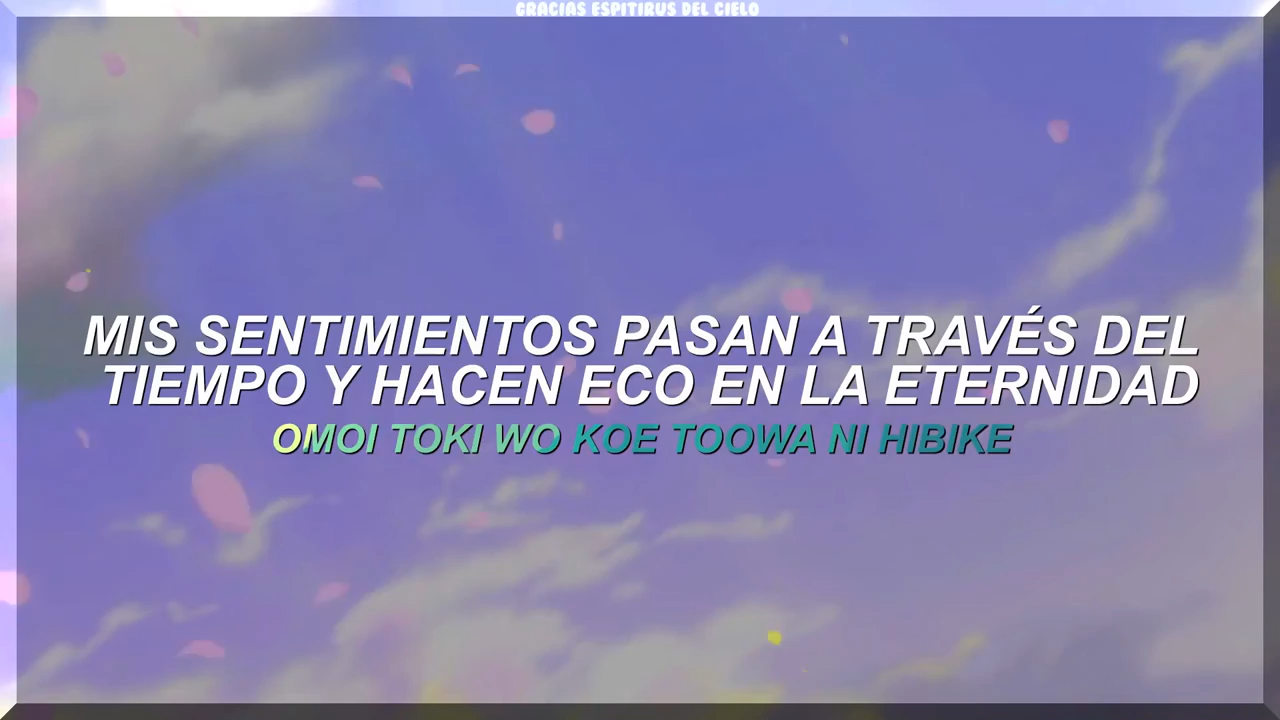 GRACIAS ESPITIRUS DEL CIELO
MIS SENTIMIENTOS PASAN A TRAVÉS DEL
TIEMPO Y HACEN ECO EN LA ETERNIDAD
OMOI TOKI WO KOE TOOWA NI HIBIKE